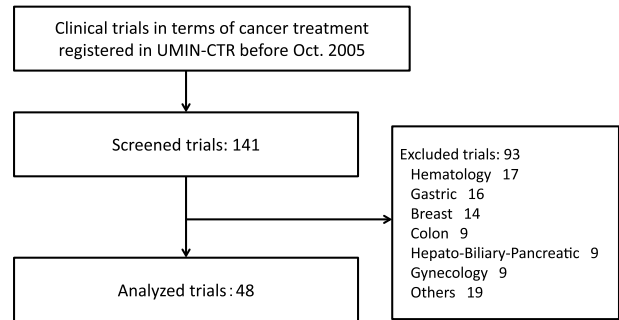 Clinical trials in terms of cancer treatment
registered in UMIN-CTR before Oct. 2005
Screened trials: 141
Excluded trials: 93
Hematology 17
Gastric 16
Breast 14
Colon 9
Hepato-Biliary-Pancreatic 9
Gynecology 9
Others 19
Analyzed trials:48